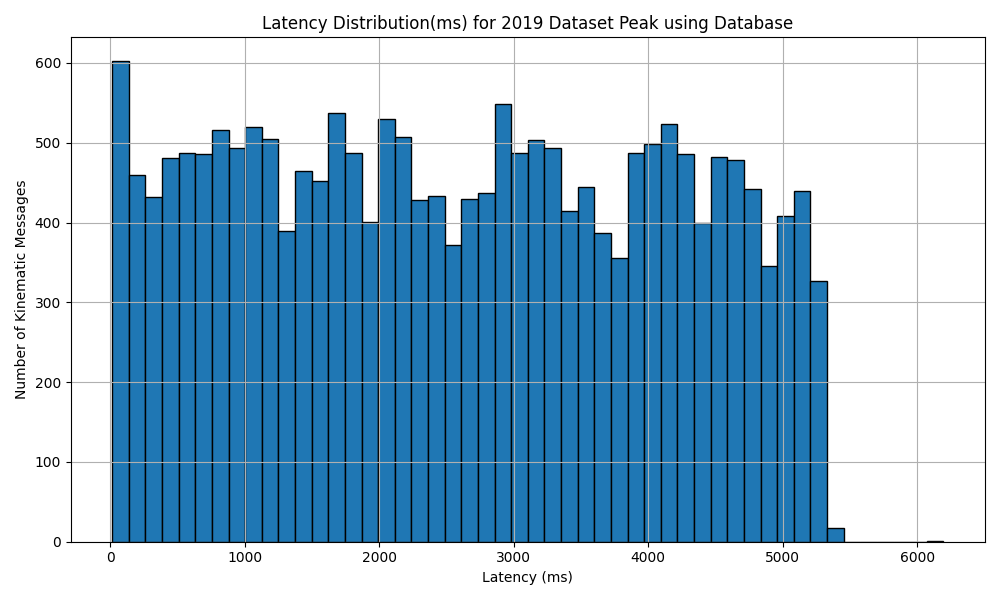 Latency Distribution(ms) for 2019 Dataset Peak using Database
600
500
400
300
200
100
0
Number of Kinematic Messages
0 1000 2000 3000 4000 5000 6000
Latency (ms)